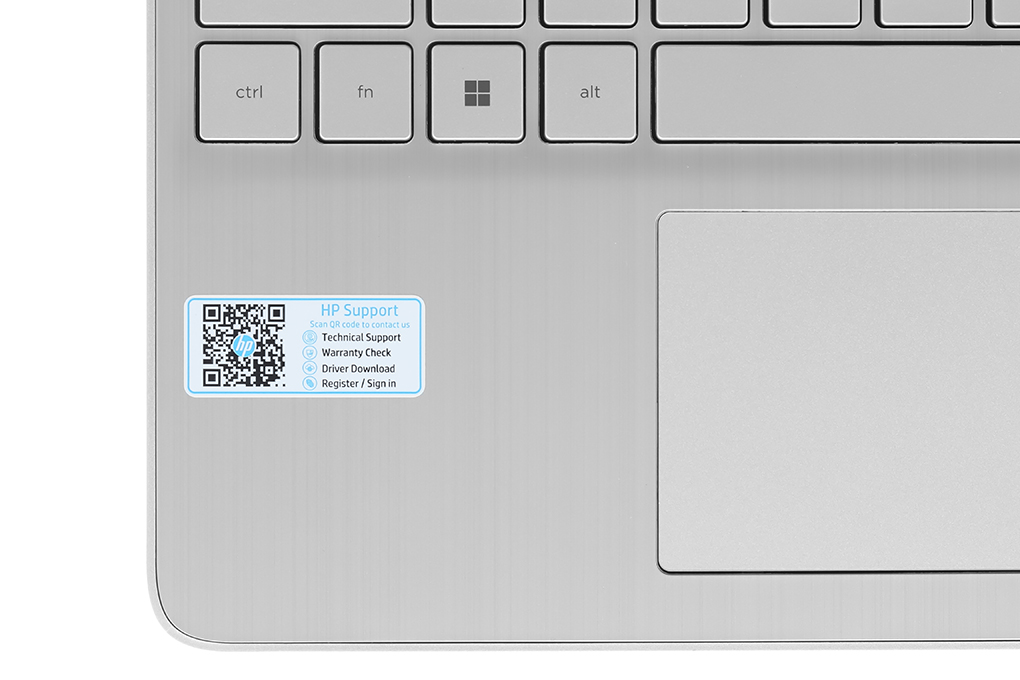 ctrl fn alt
HP Support
Scan QR code to contact us
hp
Technical Support
Warranty Check
Driver Download
Register / Sign in